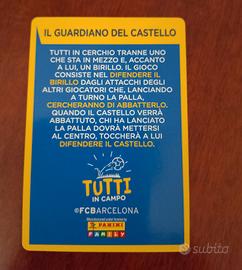 IL GUARDIANO DEL CASTELLO
TUTTI IN CERCHIO TRANNE UNO
CHE STA IN MEZZO E, ACCANTO
A LUI, UN BIRILLO. IL GIOCO
CONSISTE NEL DIFENDERE IL
BIRILLO DAGLI ATTACCHI DEGLI
ALTRI GIOCATORI CHE, LANCIANDO
A TURNO LA PALLA,
CERCHERANNO DI ABBATTERLO.
QUANDO IL CASTELLO VERRÀ
ABBATTUTO, CHI HA LANCIATO
LA PALLA DOVRÀ METTERSI
AL CENTRO, TOCCHERÀ A LUI
DIFENDERE IL CASTELLO.
TUTTI
IN CAMPO
@FCBARCELONA
PANINI
FAMILY
subito